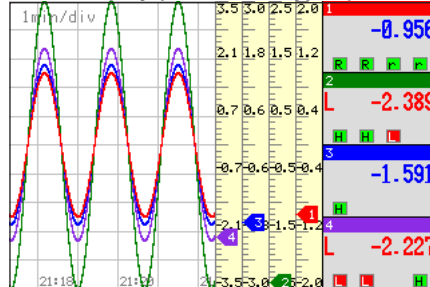 1min/div
3.5 3.0 2.5 2.0
2.1 1.8 1.5 1.2
0.7 0.6 0.5 0.4
-0.7 -0.6 -0.5 -0.4
-2.1 -1.5 -1.2
-3.5 -3.0 -2.0
4
3
2
1
21:18 21:20
1
-0.956
R R r r
2
L -2.389
H H L
3
-1.591
H
4
L -2.227
L L H